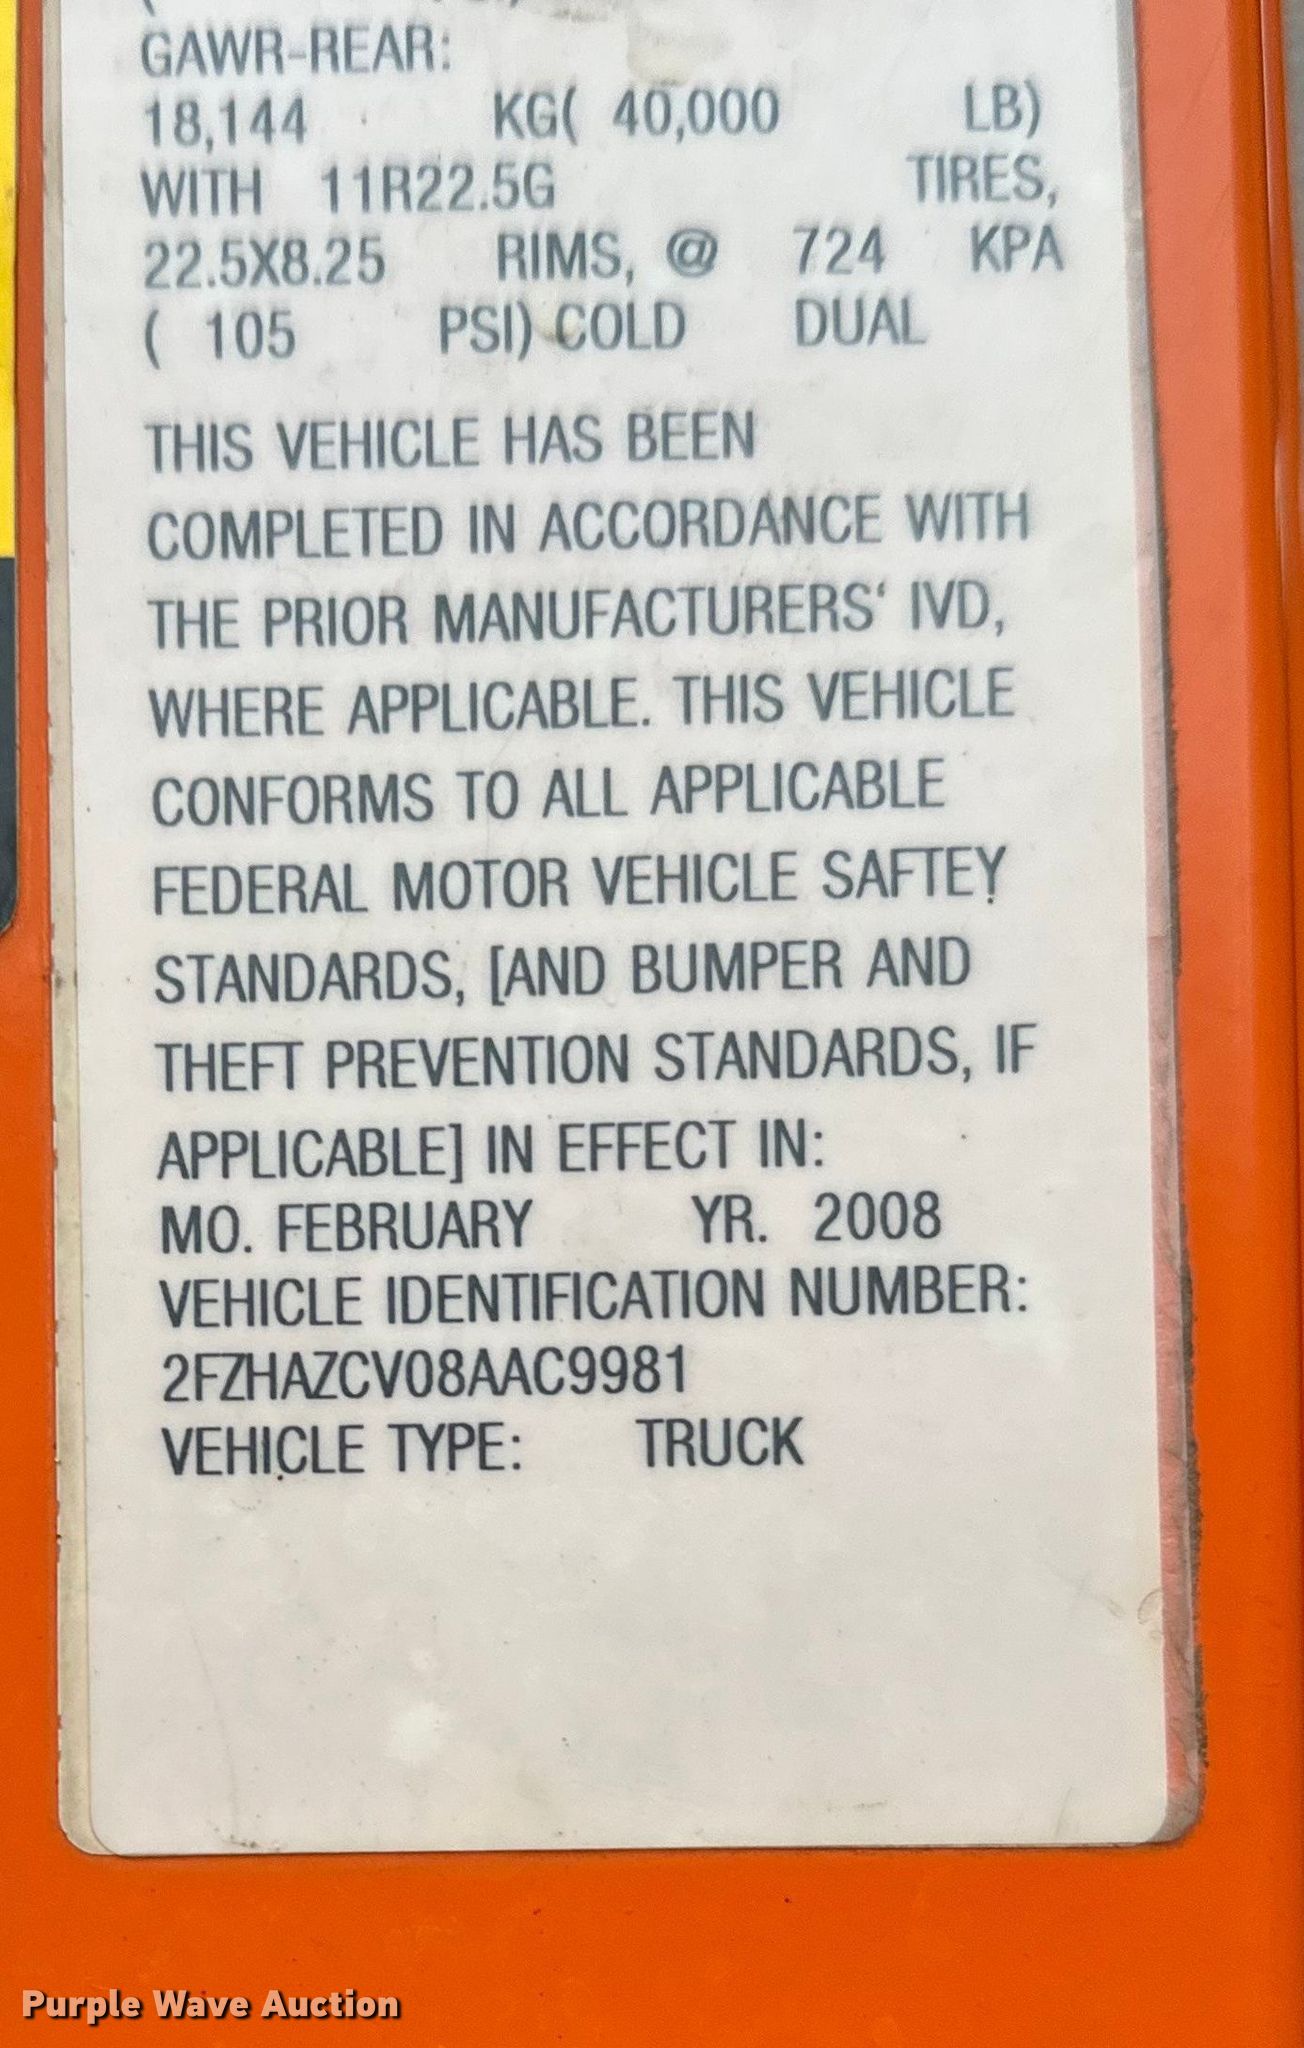 GAWR-REAR:
18,144 KG( 40,000 LB)
WITH 11R22.5G TIRES,
22.5X8.25 RIMS, @ 724 KPA
( 105 PSI) COLD DUAL
THIS VEHICLE HAS BEEN
COMPLETED IN ACCORDANCE WITH
THE PRIOR MANUFACTURERS' IVD,
WHERE APPLICABLE. THIS VEHICLE
CONFORMS TO ALL APPLICABLE
FEDERAL MOTOR VEHICLE SAFTEY
STANDARDS, [AND BUMPER AND
THEFT PREVENTION STANDARDS, IF
APPLICABLE] IN EFFECT IN:
MO. FEBRUARY YR. 2008
VEHICLE IDENTIFICATION NUMBER:
2FZHAZCV08AAC9981
VEHICLE TYPE: TRUCK
Purple Wave Auction